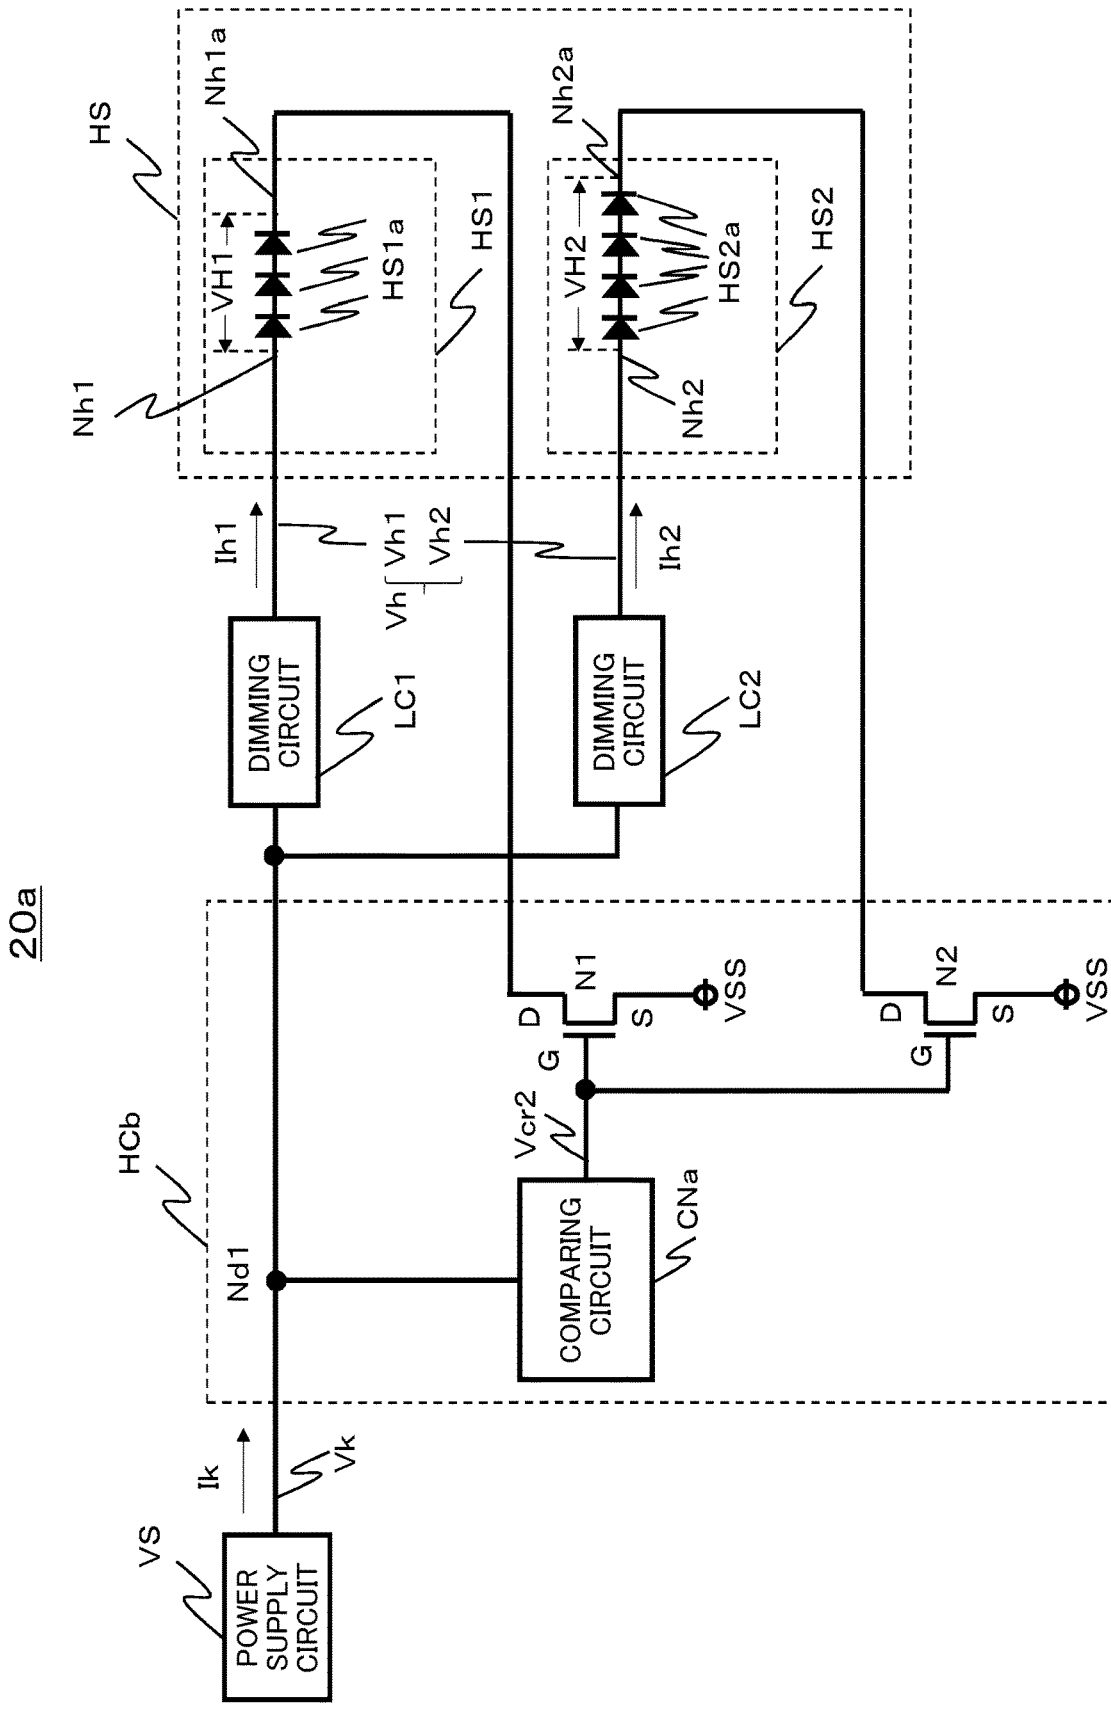 20a
HCb
VS
POWER
SUPPLY
CIRCUIT
Ik
Vk
Nd1
COMPARING
CIRCUIT
CNa
Vcr2
G
D
S
N1
VSS
G
D
S
N2
VSS
DIMMING
CIRCUIT
LC1
DIMMING
CIRCUIT
LC2
Ih1
Vh
Vh1
Vh2
Ih2
HS
Nh1
Nh1a
VH1
HS1a
HS1
Nh2
Nh2a
VH2
HS2a
HS2